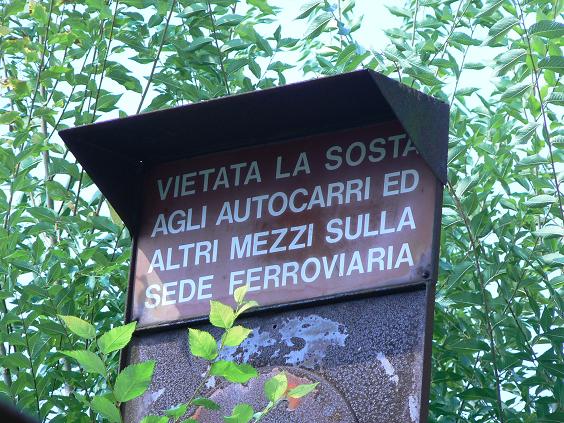 VIETATA LA SOSTA
AGLI AUTOCARRI ED
ALTRI MEZZI SULLA
SEDE FERROVIARIA